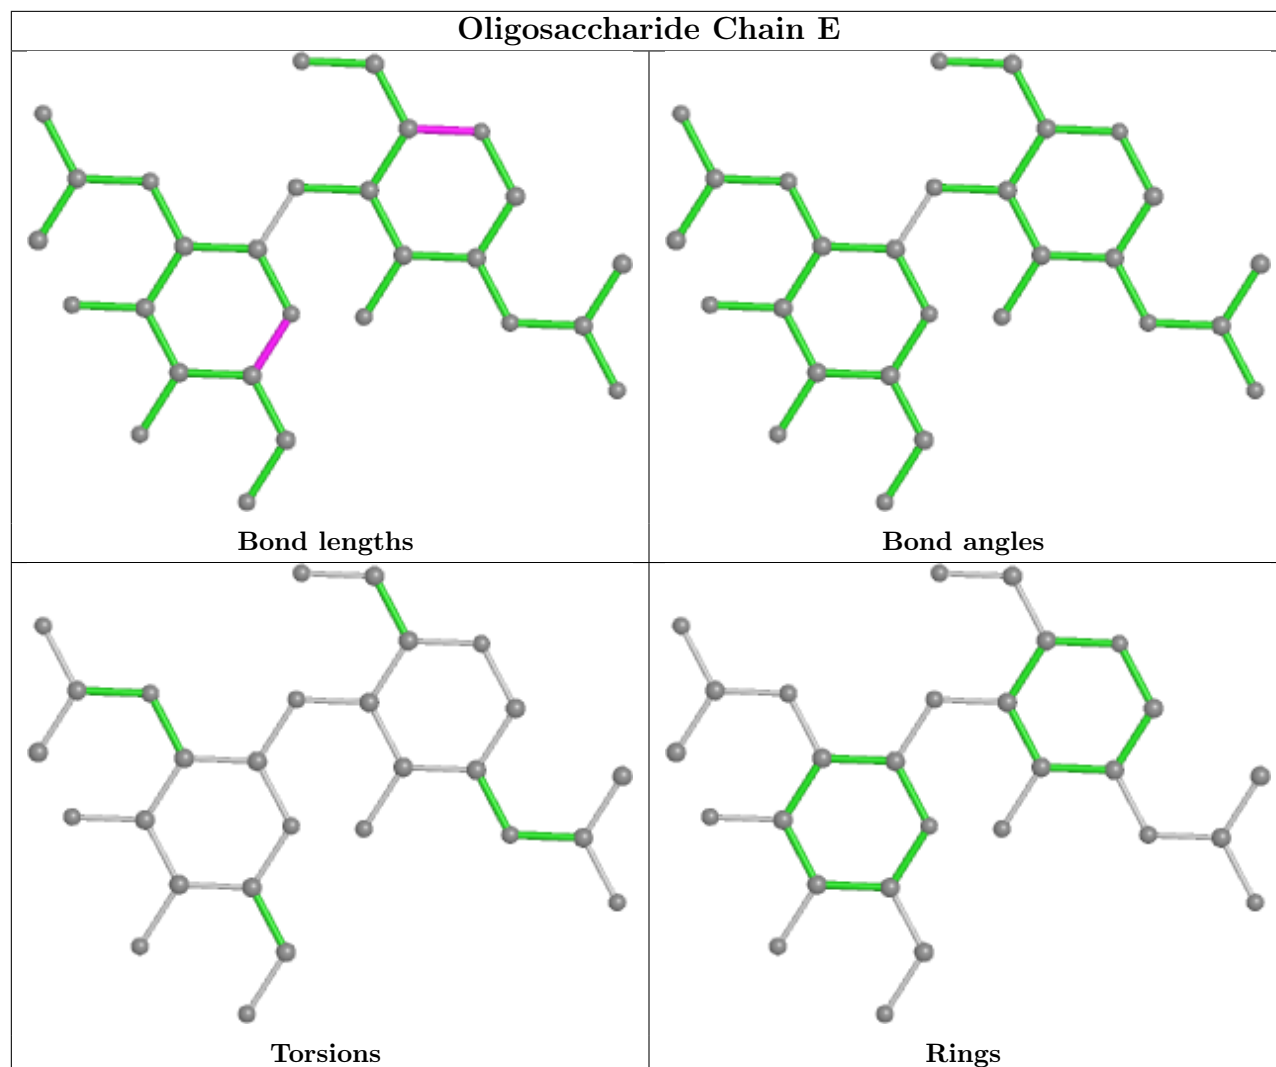 Oligosaccharide Chain E
Bond lengths
Bond angles
Torsions
Rings